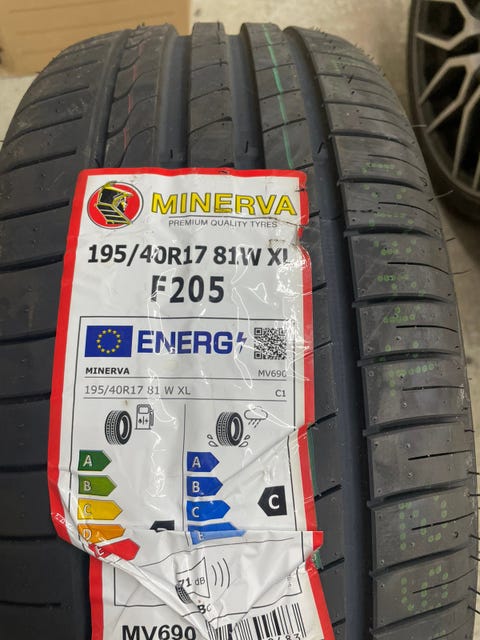 MINERVA
PREMIUM QUALITY TYRES
195/40R17 81W XL
F205
ENERG
MINERVA
MV690
195/40R17 81 W XL
C1
A
A
B
B
C
C
C
D
E
71 dB
MV690